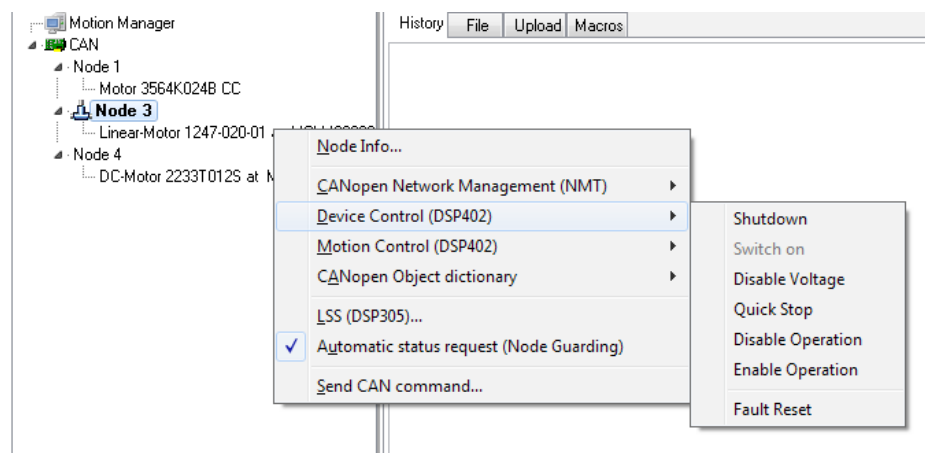 Motion Manager
CAN
Node 1
Motor 3564K024B CC
Node 3
Linear-Motor 1247-020-01
Node 4
DC-Motor 2233T012S at
History File Upload Macros
Node Info...
CANopen Network Management (NMT)
Device Control (DSP402)
Motion Control (DSP402)
CANopen Object dictionary
LSS (DSP305)...
Automatic status request (Node Guarding)
Send CAN command...
Shutdown
Switch on
Disable Voltage
Quick Stop
Disable Operation
Enable Operation
Fault Reset